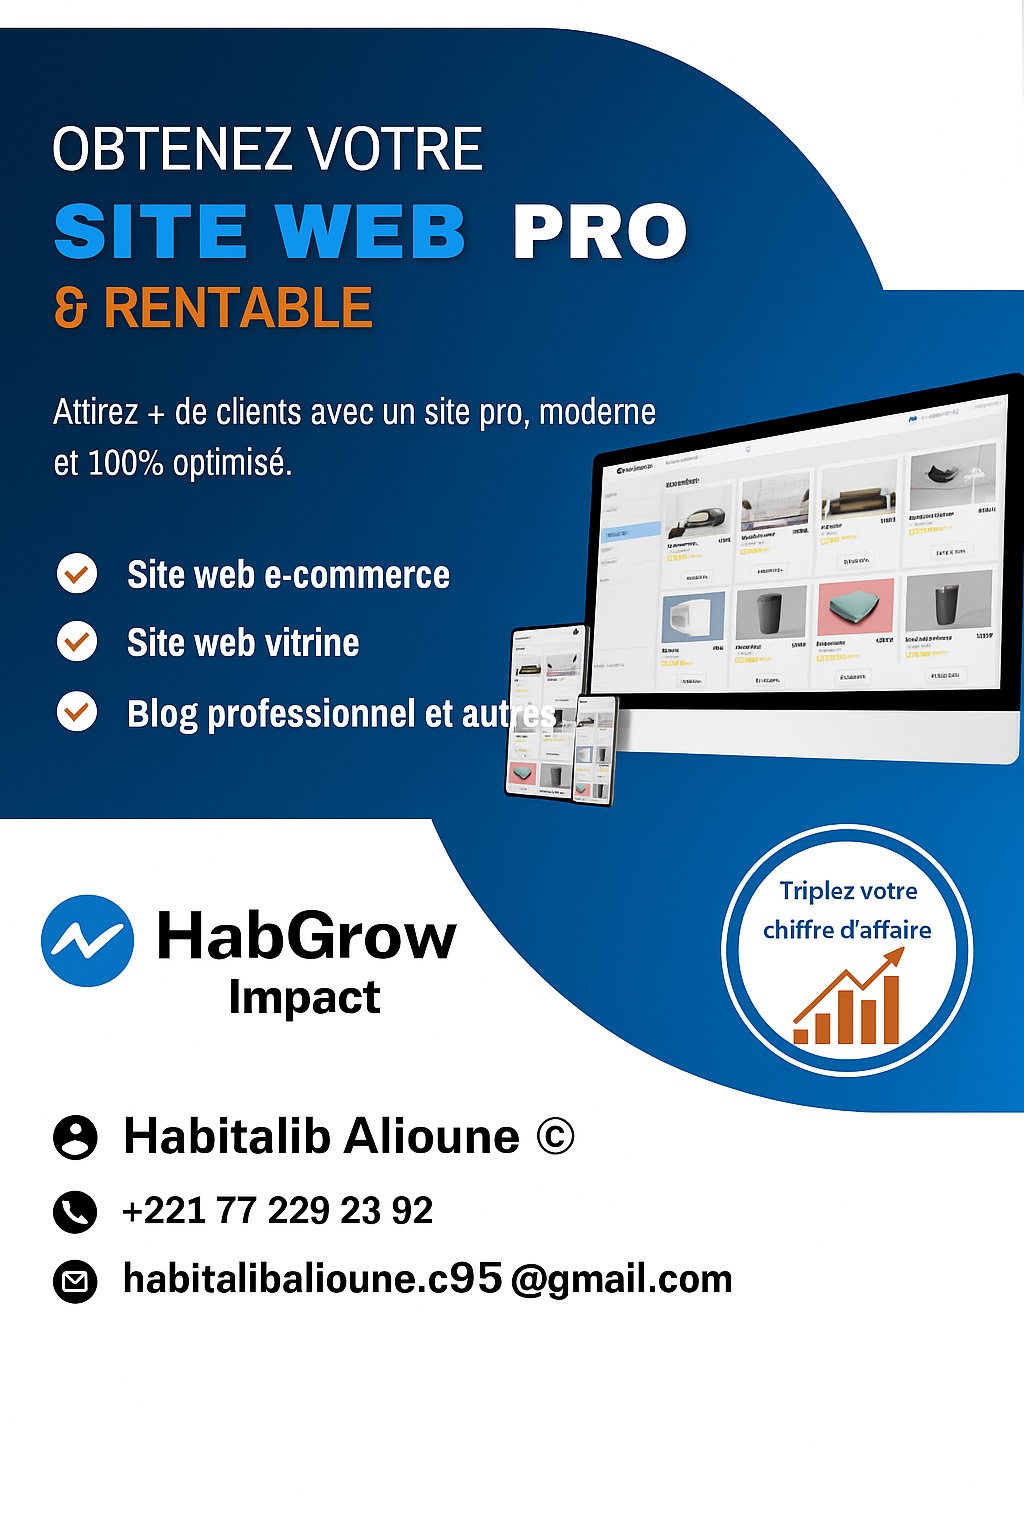 OBTENEZ VOTRE
SITE WEB PRO
& RENTABLE
Attirez + de clients avec un site pro, moderne
et 100% optimisé.
Site web e-commerce
Site web vitrine
Blog professionnel et autres
HabGrow
Impact
Triplez votre
chiffre d'affaire
Habitalib Alioune ©
+221 77 229 23 92
habitalibalioune.c95@gmail.com